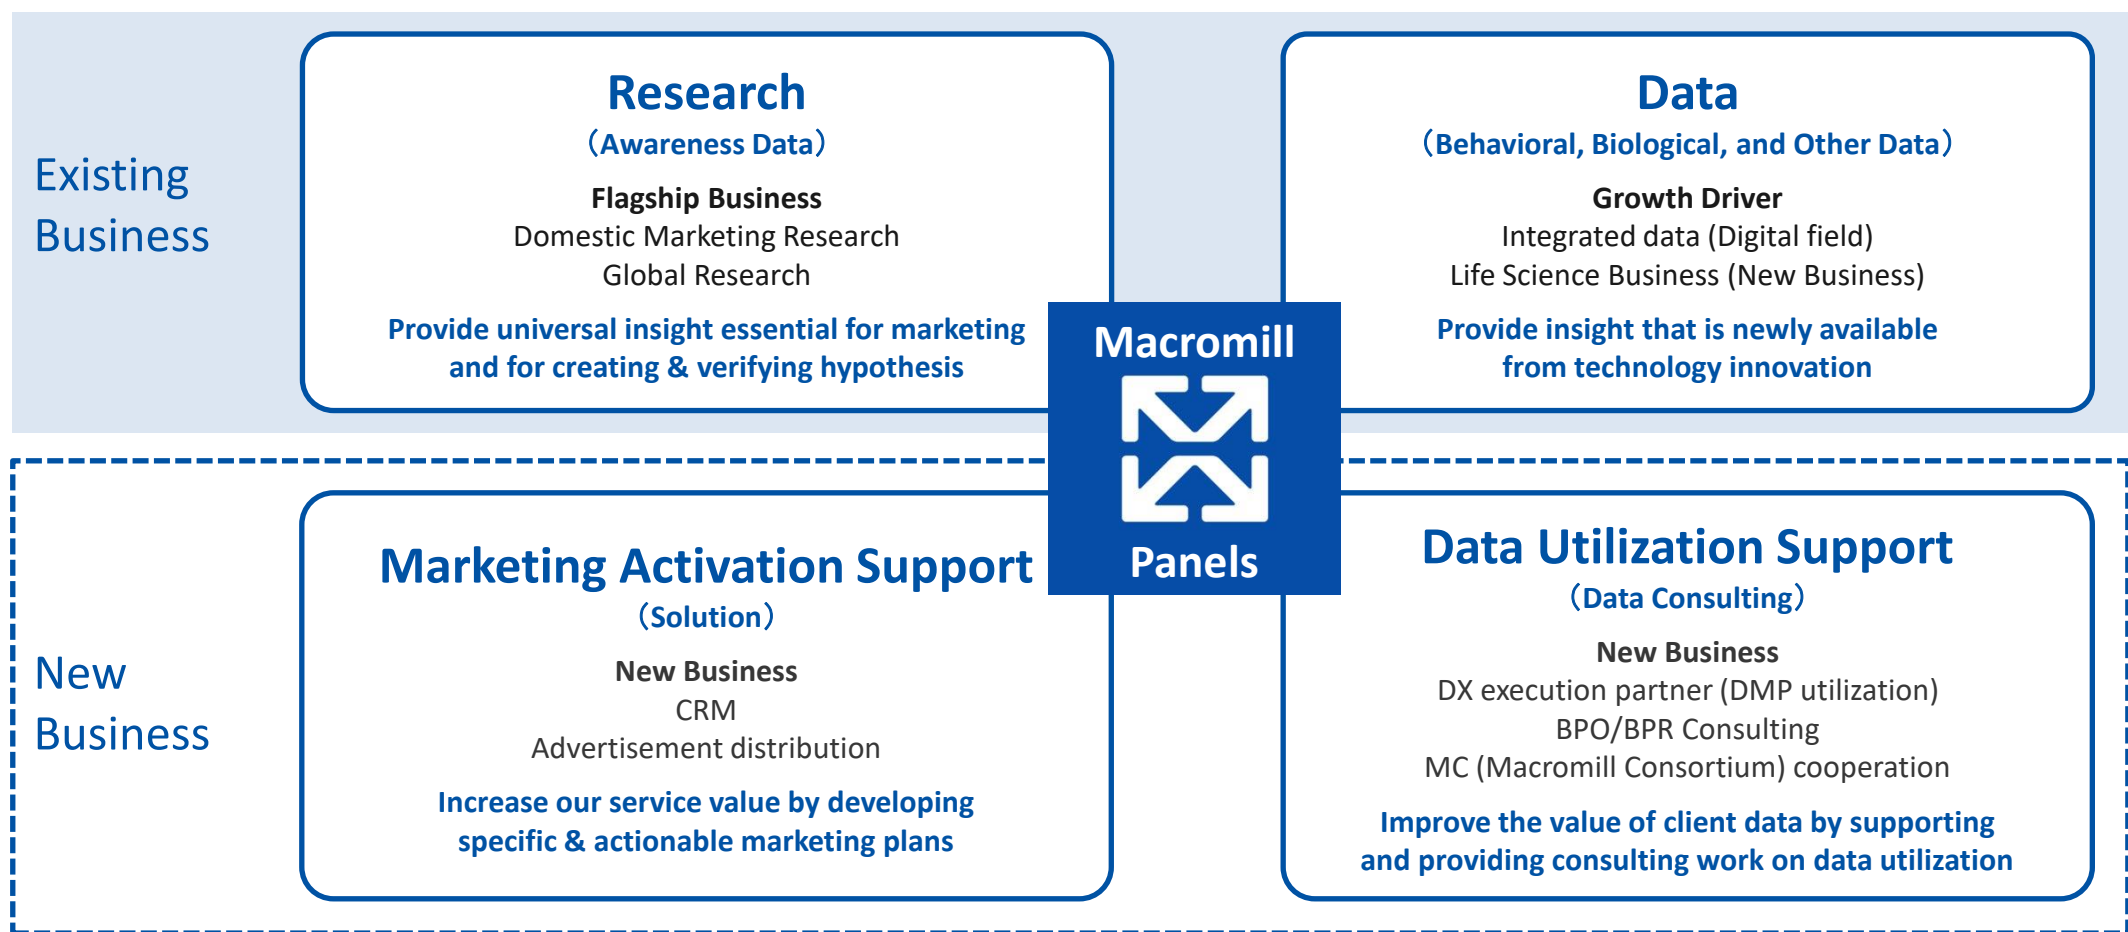 Existing
Business
Research
（Awareness Data）
Flagship Business
Domestic Marketing Research
Global Research
Provide universal insight essential for marketing
and for creating & verifying hypothesis
Data
（Behavioral, Biological, and Other Data）
Growth Driver
Integrated data (Digital field)
Life Science Business (New Business)
Provide insight that is newly available
from technology innovation
Macromill
Panels
New
Business
Marketing Activation Support
（Solution）
New Business
CRM
Advertisement distribution
Increase our service value by developing
specific & actionable marketing plans
Data Utilization Support
（Data Consulting）
New Business
DX execution partner (DMP utilization)
BPO/BPR Consulting
MC (Macromill Consortium) cooperation
Improve the value of client data by supporting
and providing consulting work on data utilization